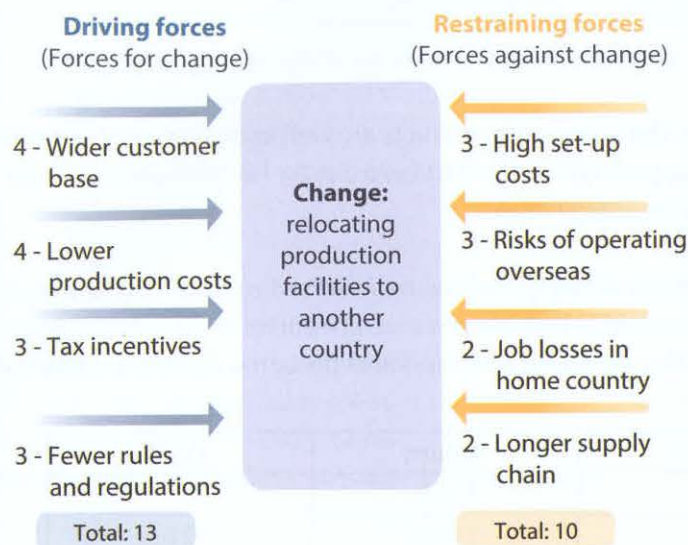 Driving forces
(Forces for change)
4 - Wider customer
base
4 - Lower
production costs
3 - Tax incentives
3 - Fewer rules
and regulations
Total: 13
Change:
relocating
production
facilities to
another
country
Restraining forces
(Forces against change)
3 - High set-up
costs
3 - Risks of operating
overseas
2 - Job losses in
home country
2 - Longer supply
chain
Total: 10